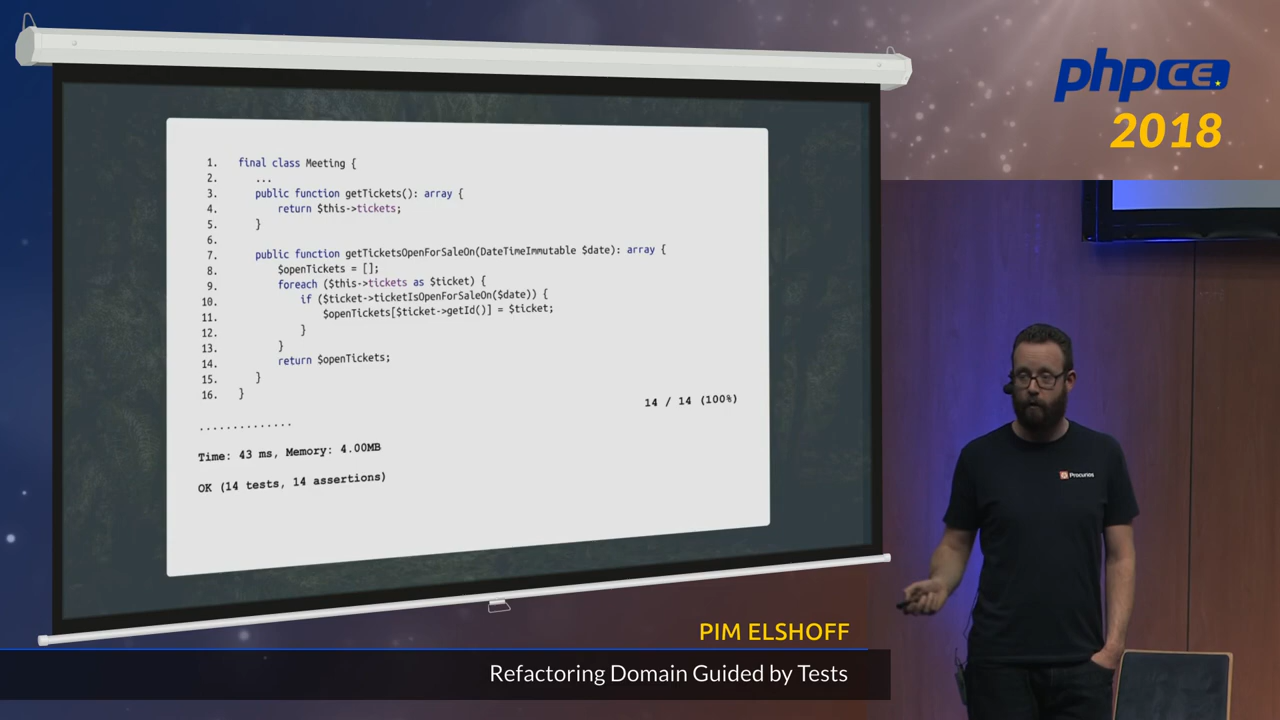 phpCE.
2018
1. final class Meeting {
2. ...
3. public function getTickets(): array {
4. return $this->tickets;
5. }
6.
7. public function getTicketsOpenForSaleOn(DateTimeImmutable $date): array {
8. $openTickets = [];
9. foreach ($this->tickets as $ticket) {
10. if ($ticket->ticketIsOpenForSaleOn($date)) {
11. $openTickets[$ticket->getId()] = $ticket;
12. }
13. }
14. return $openTickets;
15. }
16. }
.............. 14 / 14 (100%)
Time: 43 ms, Memory: 4.00MB
OK (14 tests, 14 assertions)
Procurios
PIM ELSHOFF
Refactoring Domain Guided by Tests